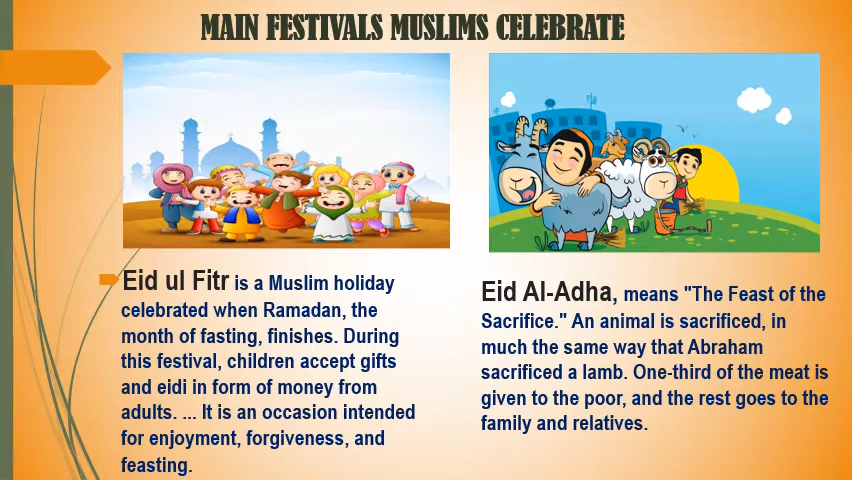 MAIN FESTIVALS MUSLIMS CELEBRATE
Eid ul Fitr is a Muslim holiday
celebrated when Ramadan, the
month of fasting, finishes. During
this festival, children accept gifts
and eidi in form of money from
adults. ... It is an occasion intended
for enjoyment, forgiveness, and
feasting.
Eid Al-Adha, means "The Feast of the
Sacrifice." An animal is sacrificed, in
much the same way that Abraham
sacrificed a lamb. One-third of the meat is
given to the poor, and the rest goes to the
family and relatives.